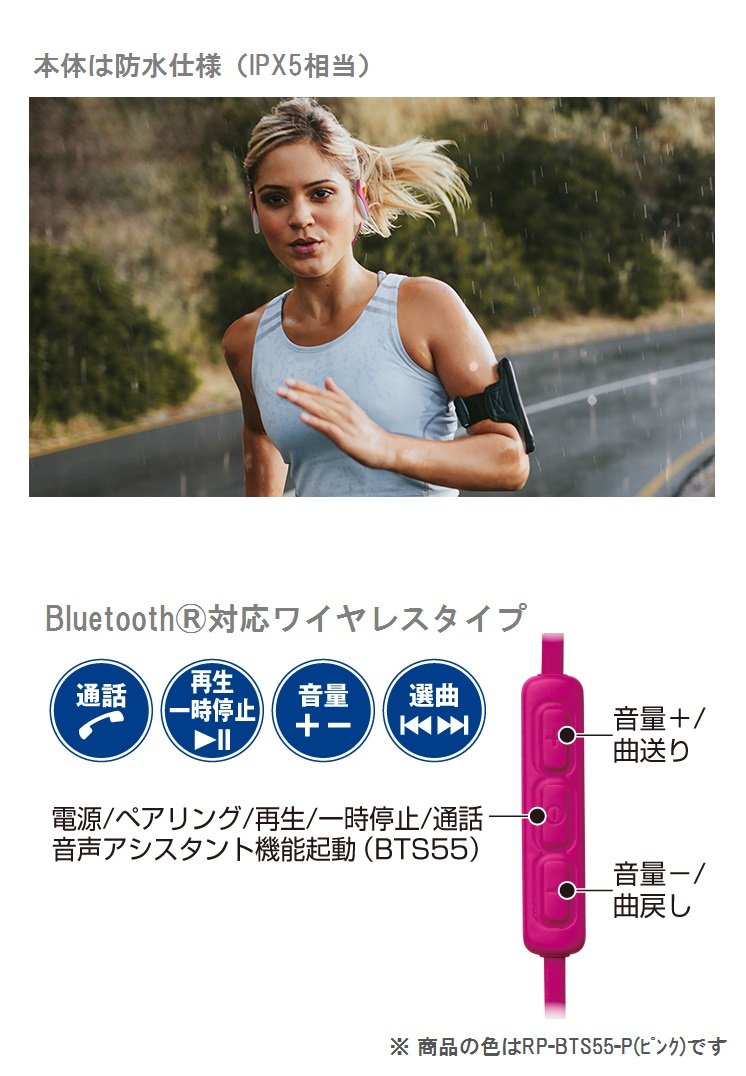 本体は防水仕様（IPX5相当）
Bluetooth®対応ワイヤレスタイプ
通話
再生
一時停止
音量
＋－
選曲
音量＋/
曲送り
電源/ペアリング/再生/一時停止/通話
音声アシスタント機能起動（BTS55）
音量－/
曲戻し
※ 商品の色はRP-BTS55-P(ﾋﾟﾝｸ)です